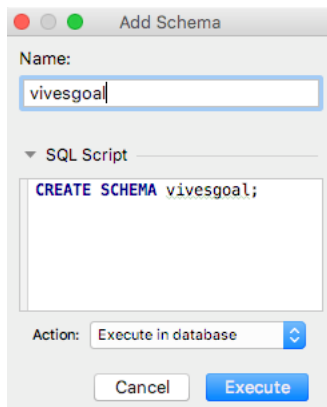 Add Schema
Name:
vivesgoal
SQL Script
CREATE SCHEMA vivesgoal;
Action: Execute in database
Cancel Execute